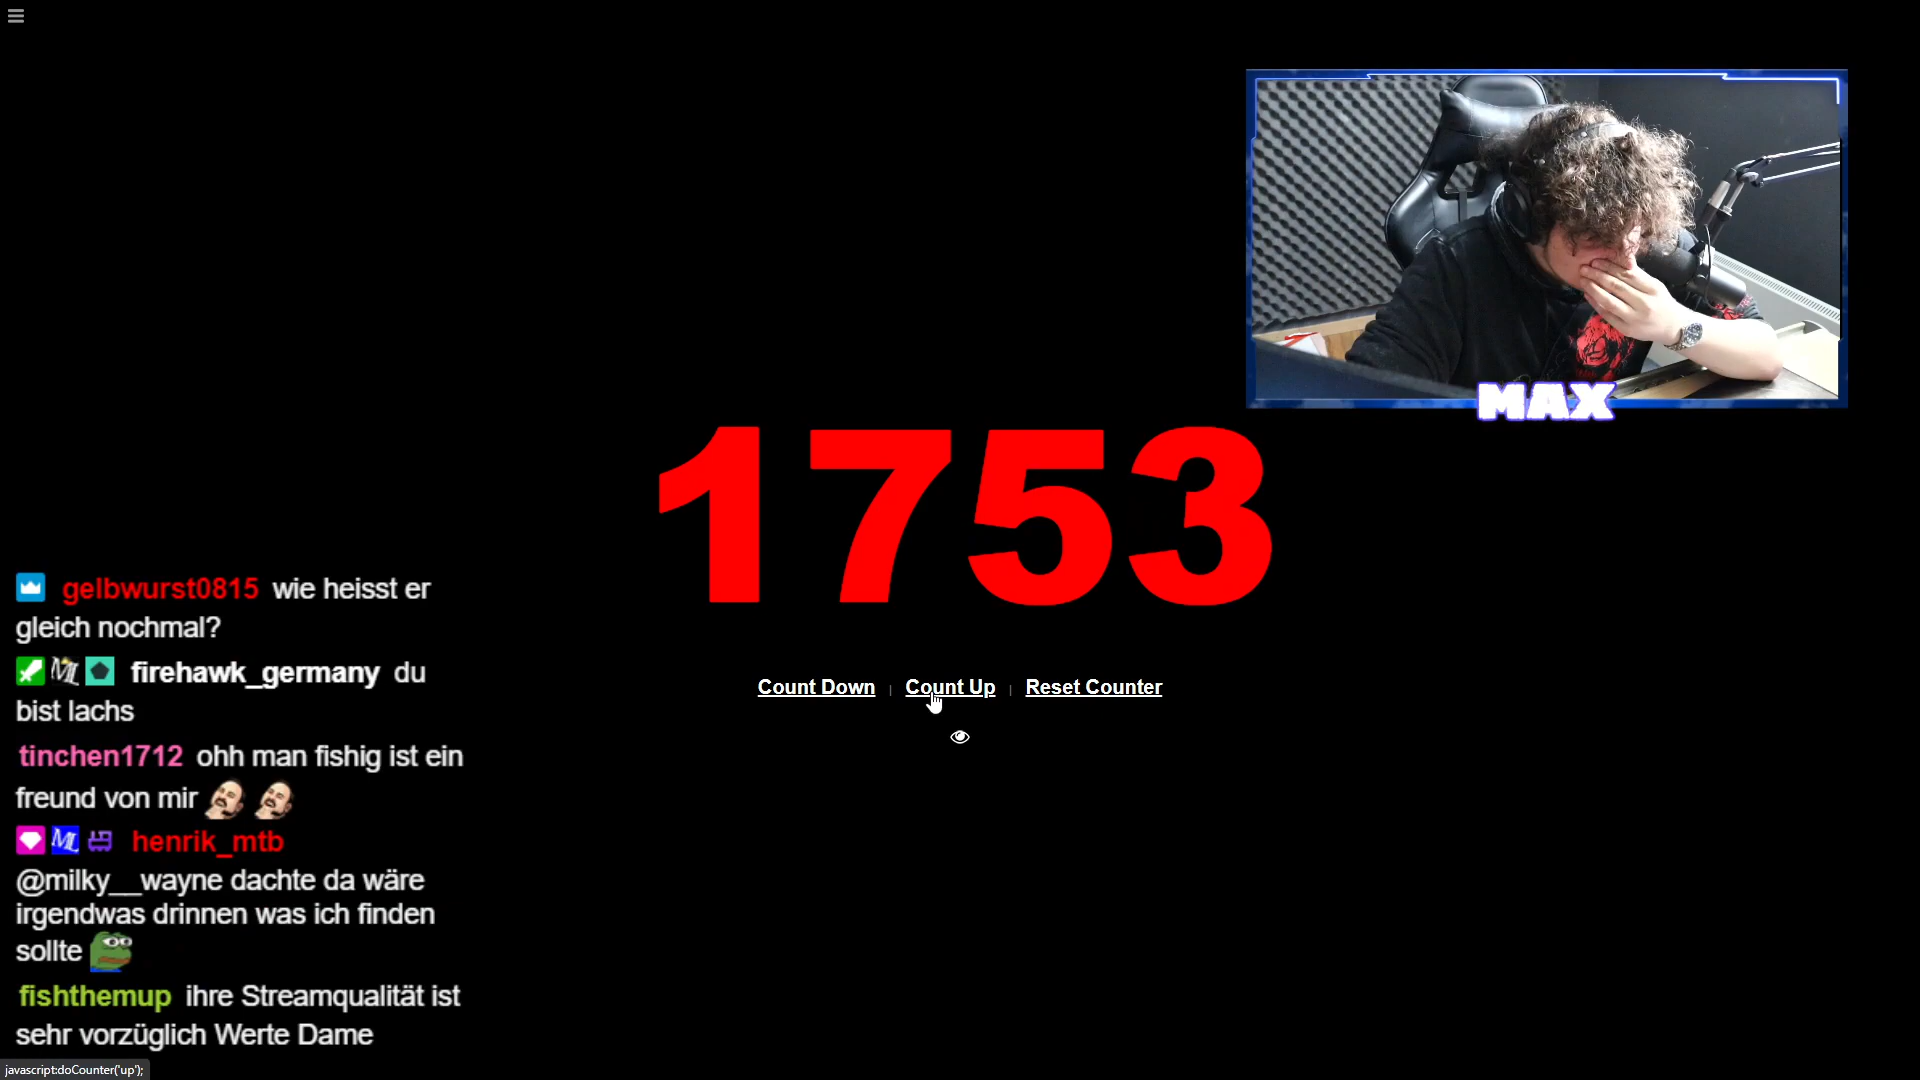 MAX
1753
Count Down | Count Up | Reset Counter
gelbwurst0815 wie heisst er
gleich nochmal?
ML firehawk_germany du
bist lachs
tinchen1712 ohh man fishig ist ein
freund von mir
ML henrik_mtb
@milky__wayne dachte da wäre
irgendwas drinnen was ich finden
sollte
fishthemup ihre Streamqualität ist
sehr vorzüglich Werte Dame
javascript:doCounter('up');